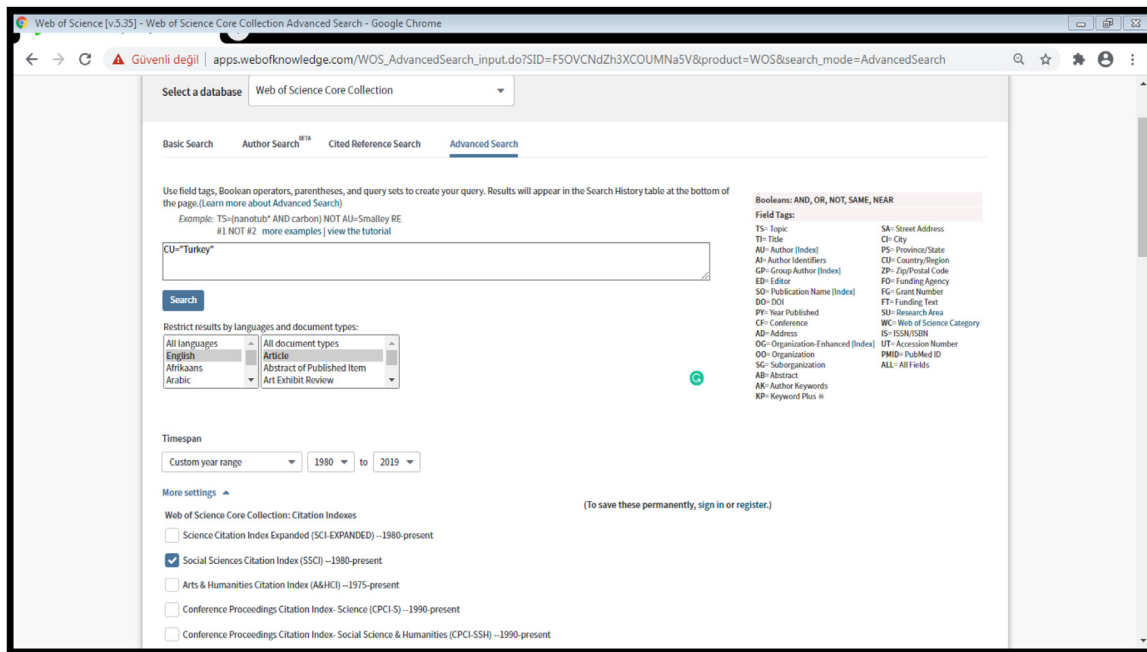 Web of Science [v.5.35] - Web of Science Core Collection Advanced Search - Google Chrome
Güvenli değil | apps.webofknowledge.com/WOS_AdvancedSearch_input.do?SID=F5OVCNdZh3XCOUMNa5V&product=WOS&search_mode=AdvancedSearch
Select a database Web of Science Core Collection
Basic Search Author Search BETA Cited Reference Search Advanced Search
Use field tags, Boolean operators, parentheses, and query sets to create your query. Results will appear in the Search History table at the bottom of
the page.(Learn more about Advanced Search)
Example: TS=(nanotub* AND carbon) NOT AU=Smalley RE
#1 NOT #2 more examples | view the tutorial
CU="Turkey"
Search
Restrict results by languages and document types:
All languages
English
Afrikaans
Arabic
All document types
Article
Abstract of Published Item
Art Exhibit Review
Booleans: AND, OR, NOT, SAME, NEAR
Field Tags:
TS= Topic
TI= Title
AU= Author [Index]
AI= Author Identifiers
GP= Group Author [Index]
ED= Editor
SO= Publication Name [Index]
DO= DOI
PY= Year Published
CF= Conference
AD= Address
OG= Organization-Enhanced [Index]
OO= Organization
SG= Suborganization
AB= Abstract
AK= Author Keywords
KP= Keyword Plus ®
SA= Street Address
CI= City
PS= Province/State
CU= Country/Region
ZP= Zip/Postal Code
FO= Funding Agency
FG= Grant Number
FT= Funding Text
SU= Research Area
WC= Web of Science Category
IS= ISSN/ISBN
UT= Accession Number
PMID= PubMed ID
ALL= All Fields
Timespan
Custom year range 1980 to 2019
More settings
(To save these permanently, sign in or register.)
Web of Science Core Collection: Citation Indexes
Science Citation Index Expanded (SCI-EXPANDED) --1980-present
Social Sciences Citation Index (SSCI) --1980-present
Arts & Humanities Citation Index (A&HCI) --1975-present
Conference Proceedings Citation Index- Science (CPCI-S) --1990-present
Conference Proceedings Citation Index- Social Science & Humanities (CPCI-SSH) --1990-present